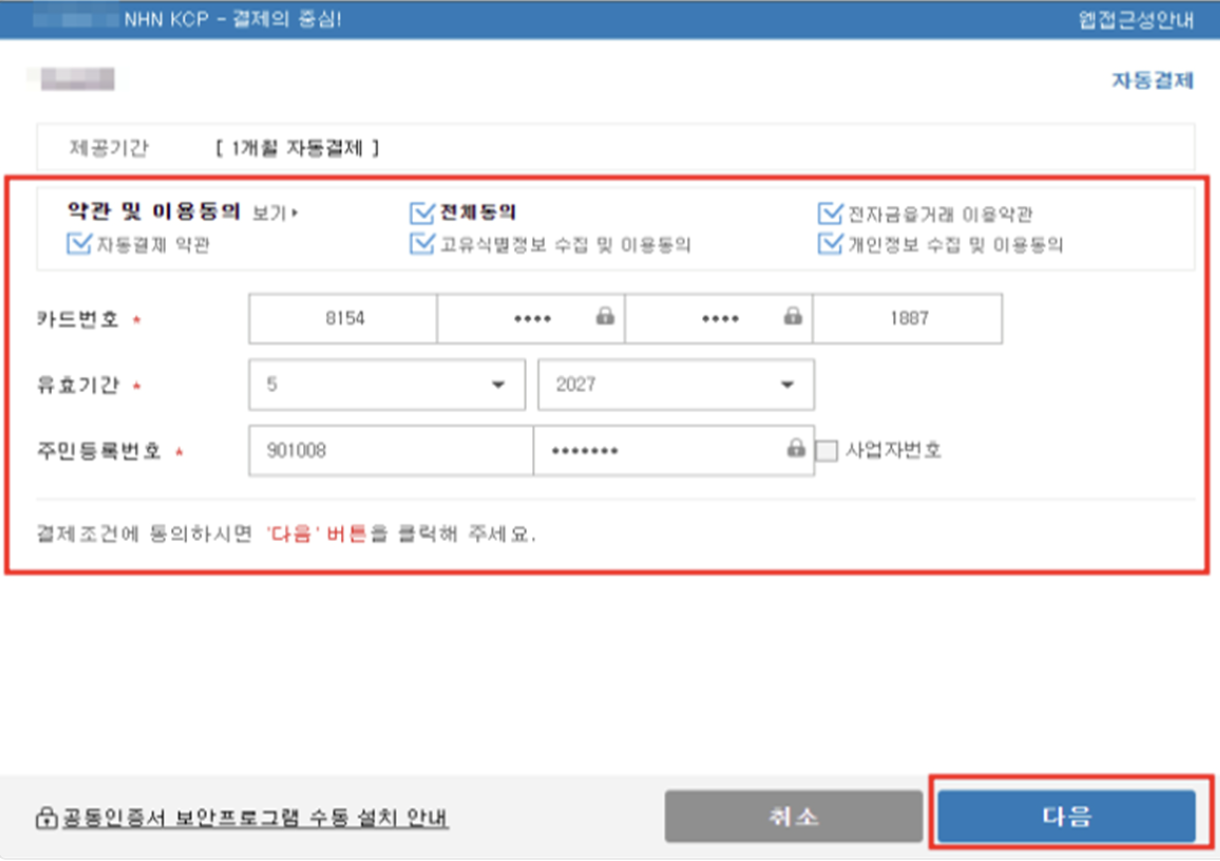 NHN KCP - 결제의 중심! 웹접근성안내
자동결제
제공기간 [ 1개월 자동결제 ]
약관 및 이용동의 보기 전체동의 전자금융거래 이용약관
자동결제 약관 고유식별정보 수집 및 이용동의 개인정보 수집 및 이용동의
카드번호 * 8154 •••• •••• 1887
유효기간 * 5 2027
주민등록번호 * 901008 ••••••• 사업자번호
결제조건에 동의하시면 '다음' 버튼을 클릭해 주세요.
공동인증서 보안프로그램 수동 설치 안내 취소 다음